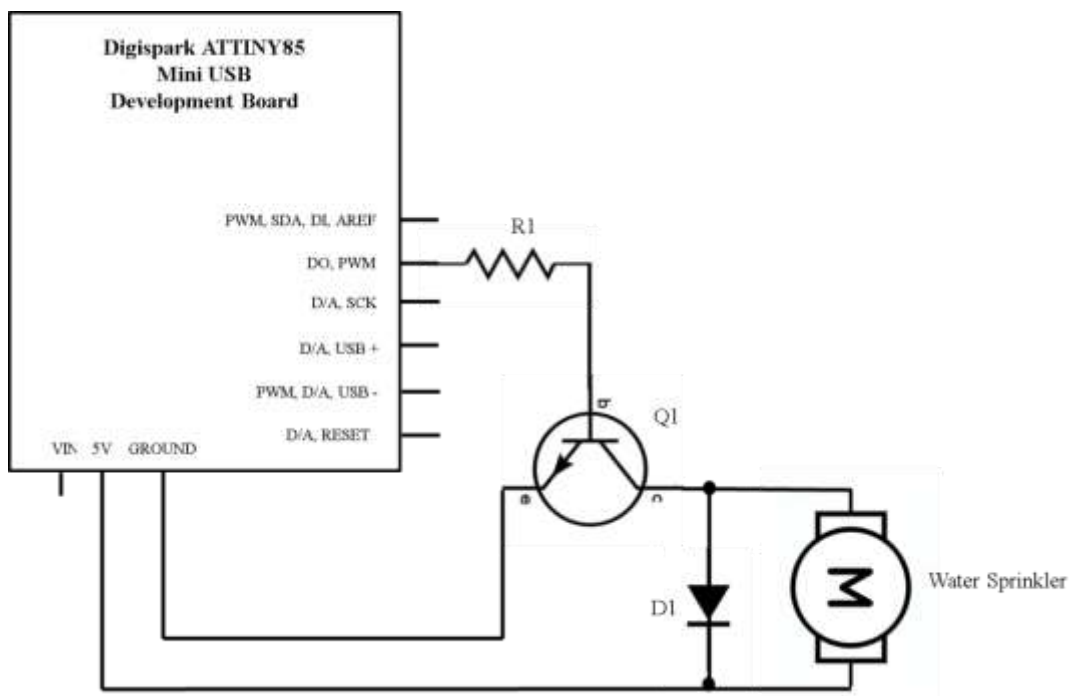 Digispark ATTINY85
Mini USB
Development Board
PWM, SDA, DI, AREF
R1
DO, PWM
D/A, SCK
D/A, USB +
PWM, D/A, USB -
b
Q1
D/A, RESET
VIN 5V GROUND
e
c
M
Water Sprinkler
D1